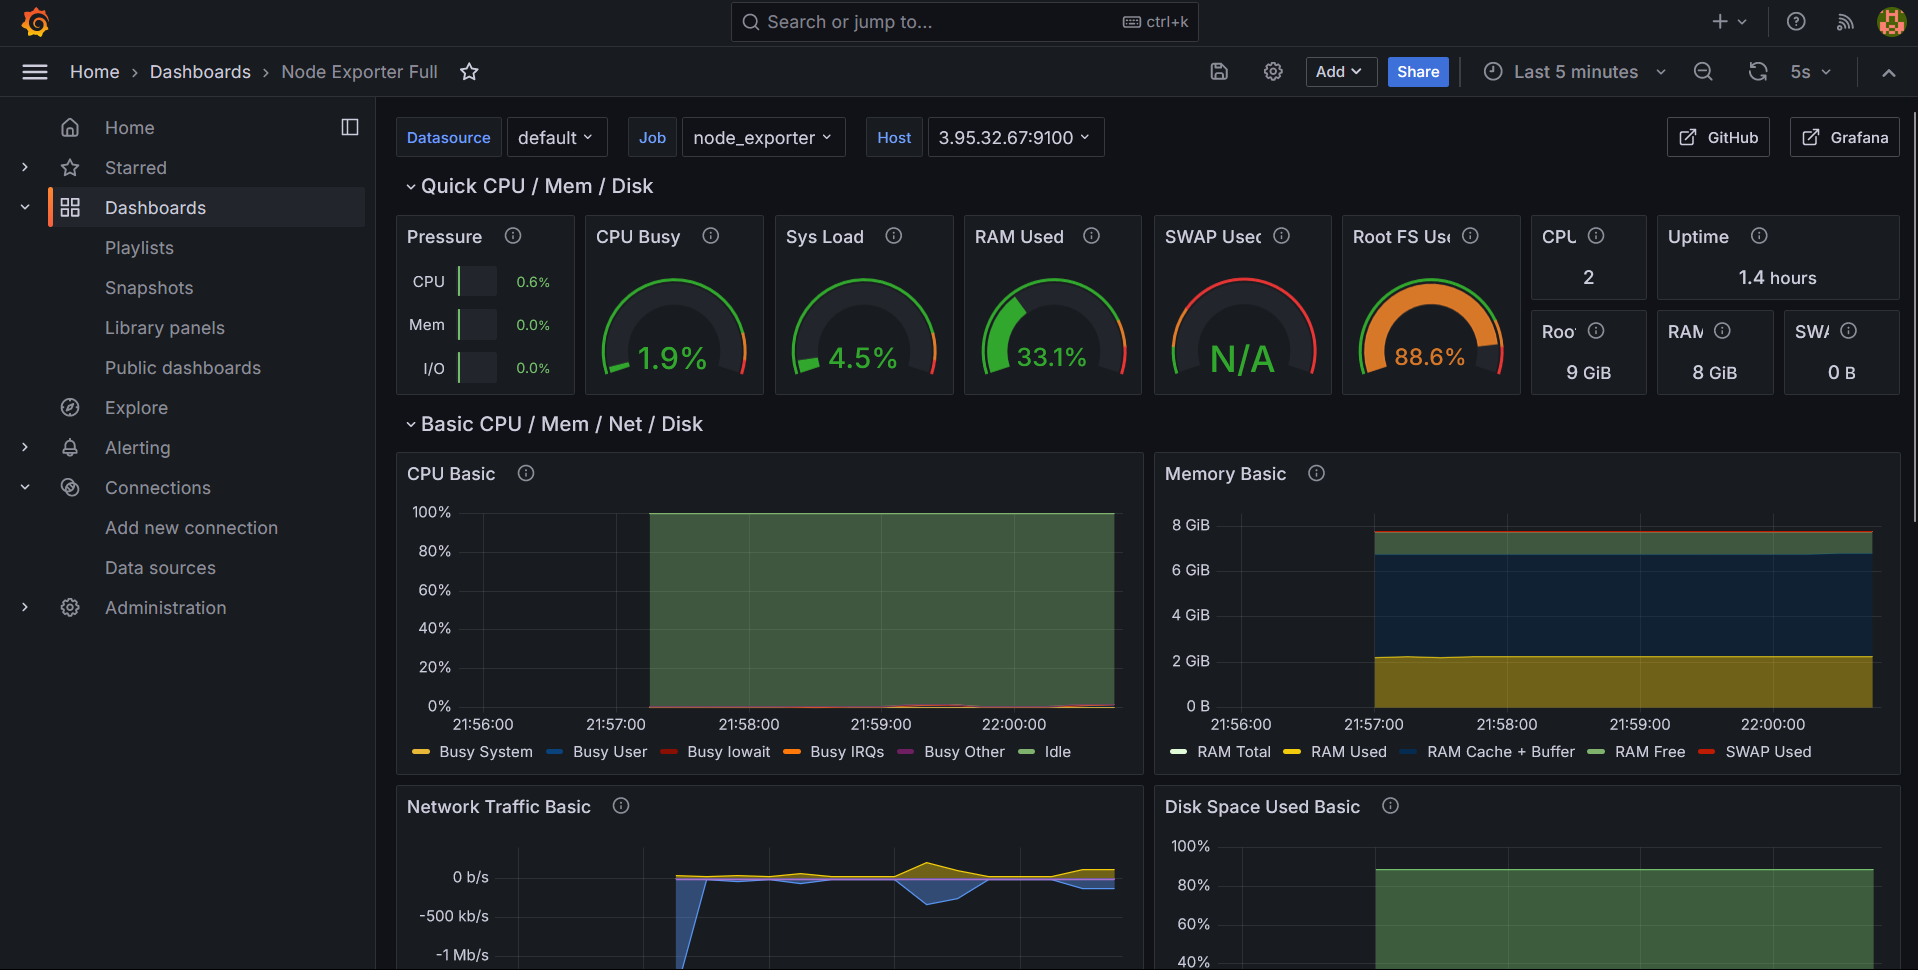 Search or jump to...
ctrl+k
Home › Dashboards › Node Exporter Full
Add
Share
Last 5 minutes
5s
Home
Starred
Dashboards
Playlists
Snapshots
Library panels
Public dashboards
Explore
Alerting
Connections
Add new connection
Data sources
Administration
Datasource default
Job node_exporter
Host 3.95.32.67:9100
GitHub
Grafana
Quick CPU / Mem / Disk
Pressure
CPU 0.6%
Mem 0.0%
I/O 0.0%
CPU Busy
1.9%
Sys Load
4.5%
RAM Used
33.1%
SWAP Used
N/A
Root FS Use
88.6%
CPU
2
Uptime
1.4 hours
Root
9 GiB
RAM
8 GiB
SWA
0 B
Basic CPU / Mem / Net / Disk
CPU Basic
100%
80%
60%
40%
20%
0%
21:56:00 21:57:00 21:58:00 21:59:00 22:00:00
Busy System Busy User Busy Iowait Busy IRQs Busy Other Idle
Memory Basic
8 GiB
6 GiB
4 GiB
2 GiB
0 B
21:56:00 21:57:00 21:58:00 21:59:00 22:00:00
RAM Total RAM Used RAM Cache + Buffer RAM Free SWAP Used
Network Traffic Basic
0 b/s
-500 kb/s
-1 Mb/s
Disk Space Used Basic
100%
80%
60%
40%